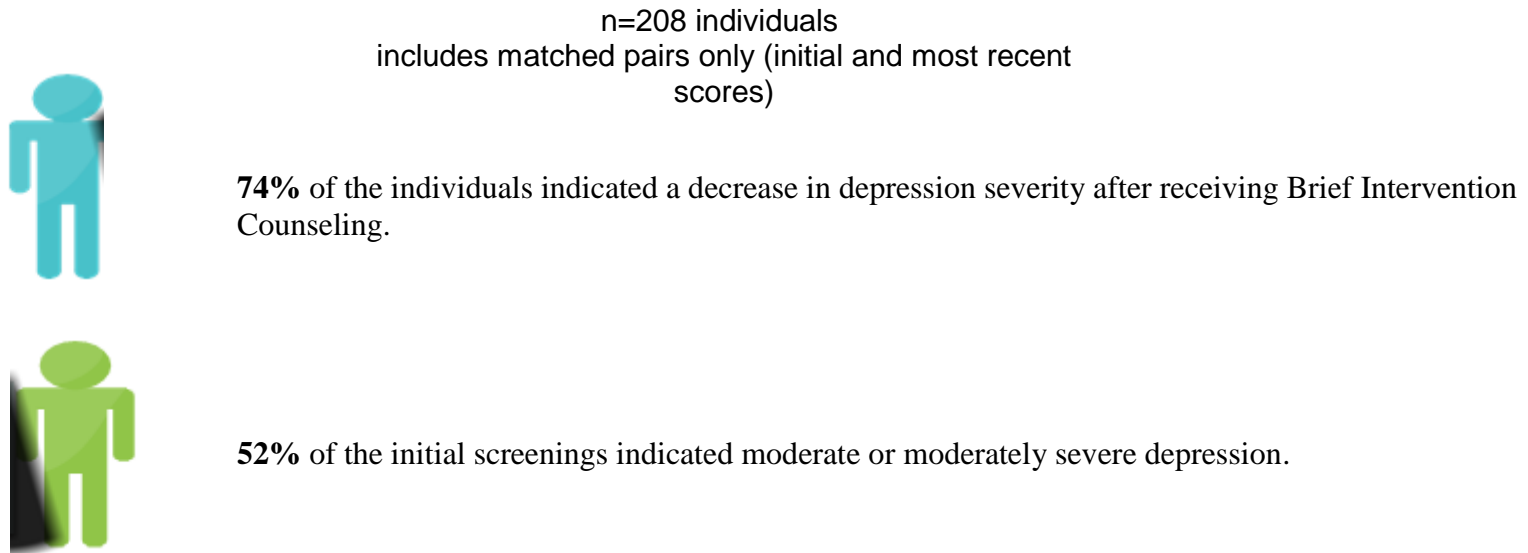 n=208 individuals
includes matched pairs only (initial and most recent
scores)
74% of the individuals indicated a decrease in depression severity after receiving Brief Intervention
Counseling.
52% of the initial screenings indicated moderate or moderately severe depression.